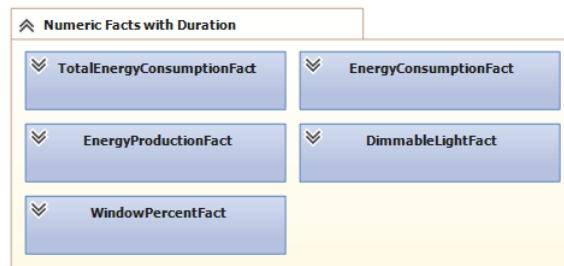 Numeric Facts with Duration
TotalEnergyConsumptionFact
EnergyConsumptionFact
EnergyProductionFact
DimmableLightFact
WindowPercentFact